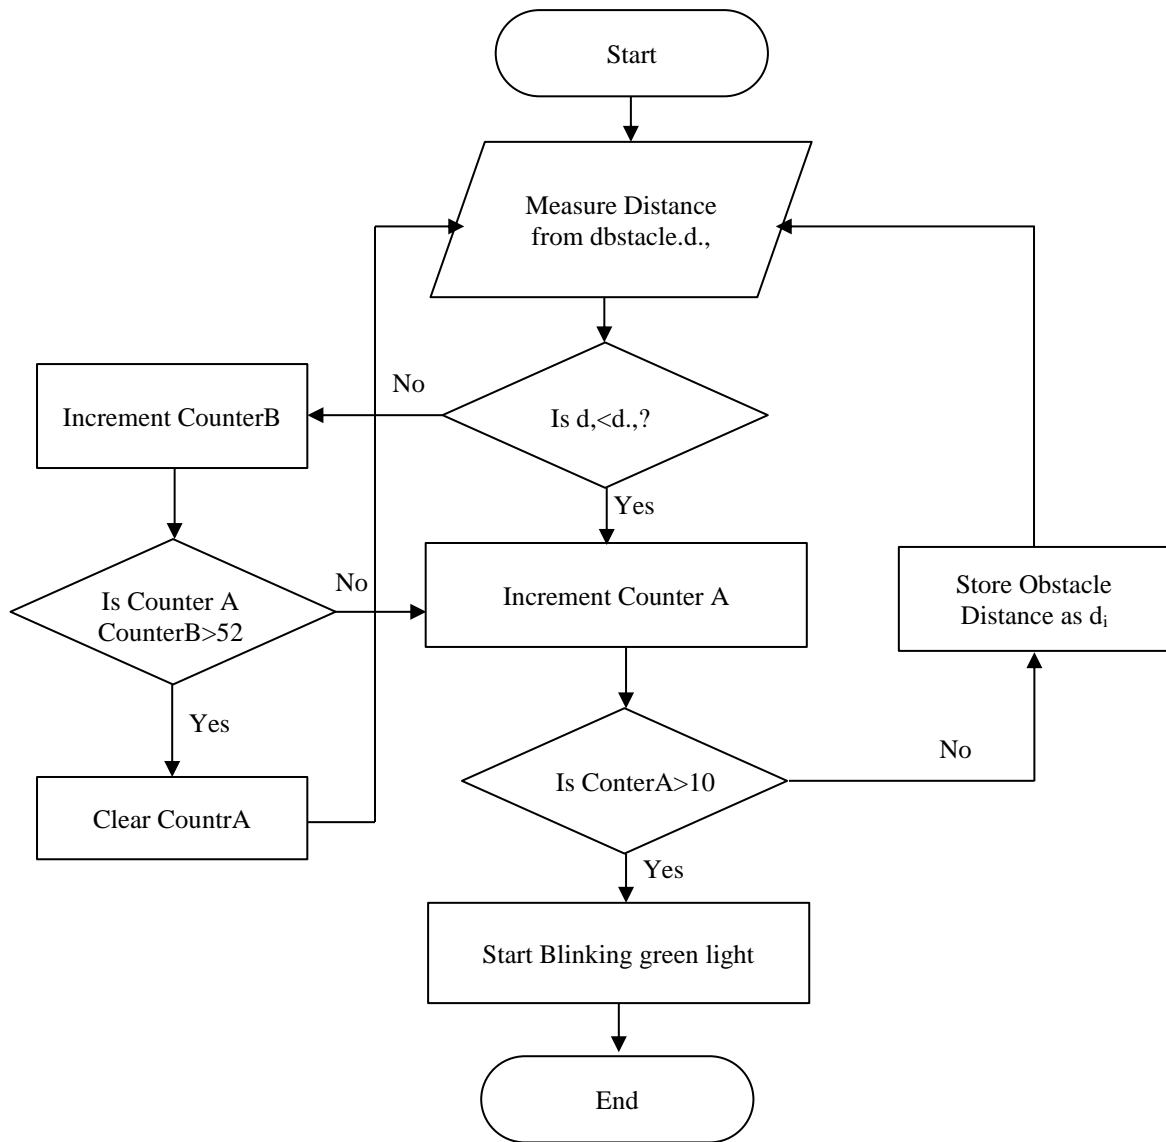 Start
Measure Distance
from dbstacle.d.,
No
Increment CounterB
Is d,<d.,?
Yes
Is Counter A
CounterB>52
No
Increment Counter A
Store Obstacle
Distance as dᵢ
Yes
No
Is ConterA>10
Clear CountrA
Yes
Start Blinking green light
End